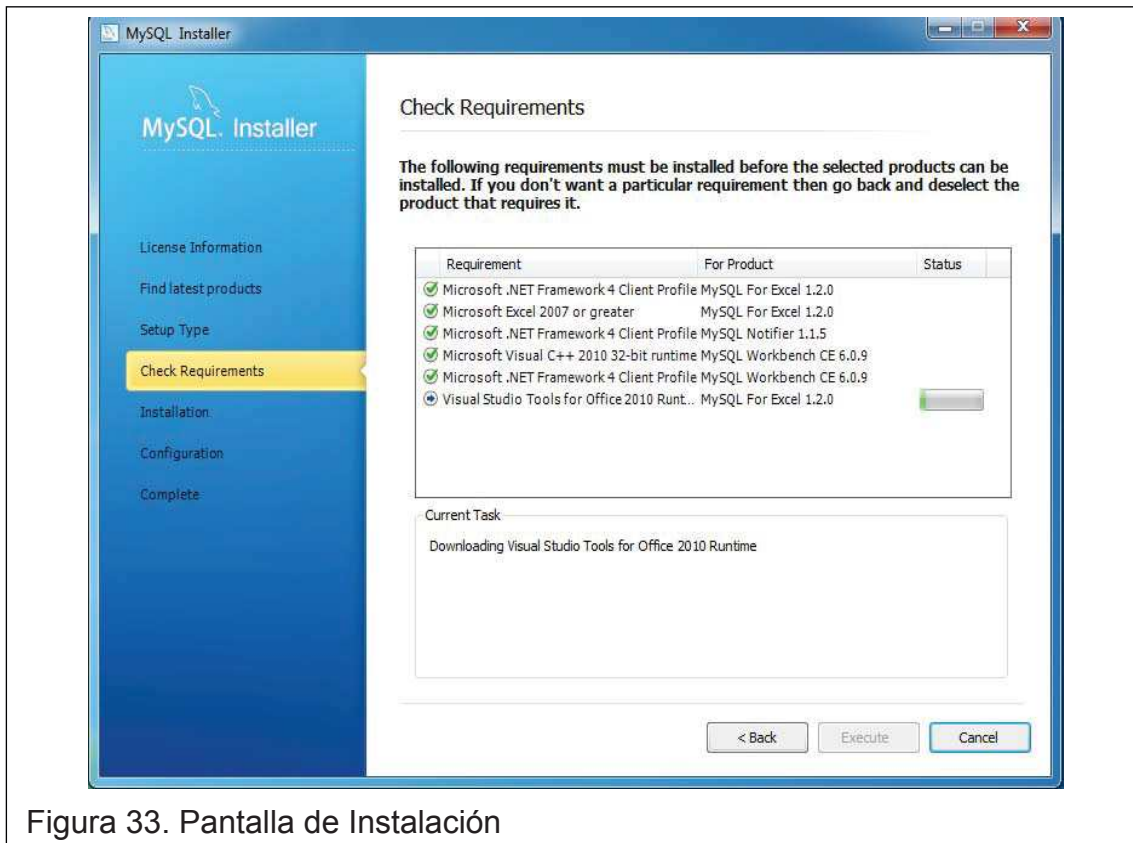 MySQL Installer
MySQL. Installer
License Information
Find latest products
Setup Type
Check Requirements
Installation
Configuration
Complete
Check Requirements
The following requirements must be installed before the selected products can be
installed. If you don't want a particular requirement then go back and deselect the
product that requires it.
Requirement For Product Status
Microsoft .NET Framework 4 Client Profile MySQL For Excel 1.2.0
Microsoft Excel 2007 or greater MySQL For Excel 1.2.0
Microsoft .NET Framework 4 Client Profile MySQL Notifier 1.1.5
Microsoft Visual C++ 2010 32-bit runtime MySQL Workbench CE 6.0.9
Microsoft .NET Framework 4 Client Profile MySQL Workbench CE 6.0.9
Visual Studio Tools for Office 2010 Runt... MySQL For Excel 1.2.0
Current Task
Downloading Visual Studio Tools for Office 2010 Runtime
< Back Execute Cancel
Figura 33. Pantalla de Instalación